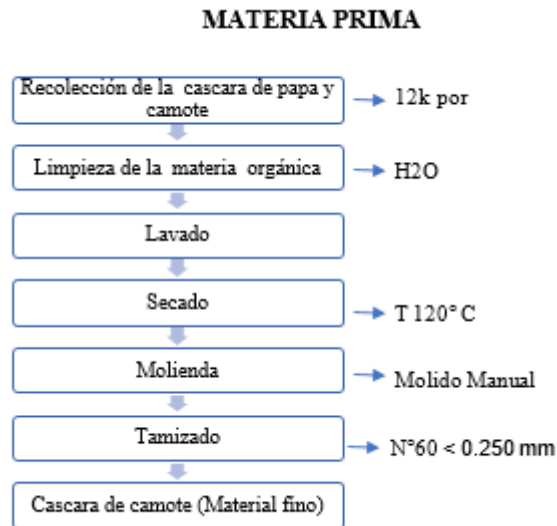 MATERIA PRIMA
Recolección de la cascara de papa y
camote
12k por
Limpieza de la materia orgánica
H2O
Lavado
Secado
T 120° C
Molienda
Molido Manual
Tamizado
N°60 < 0.250 mm
Cascara de camote (Material fino)